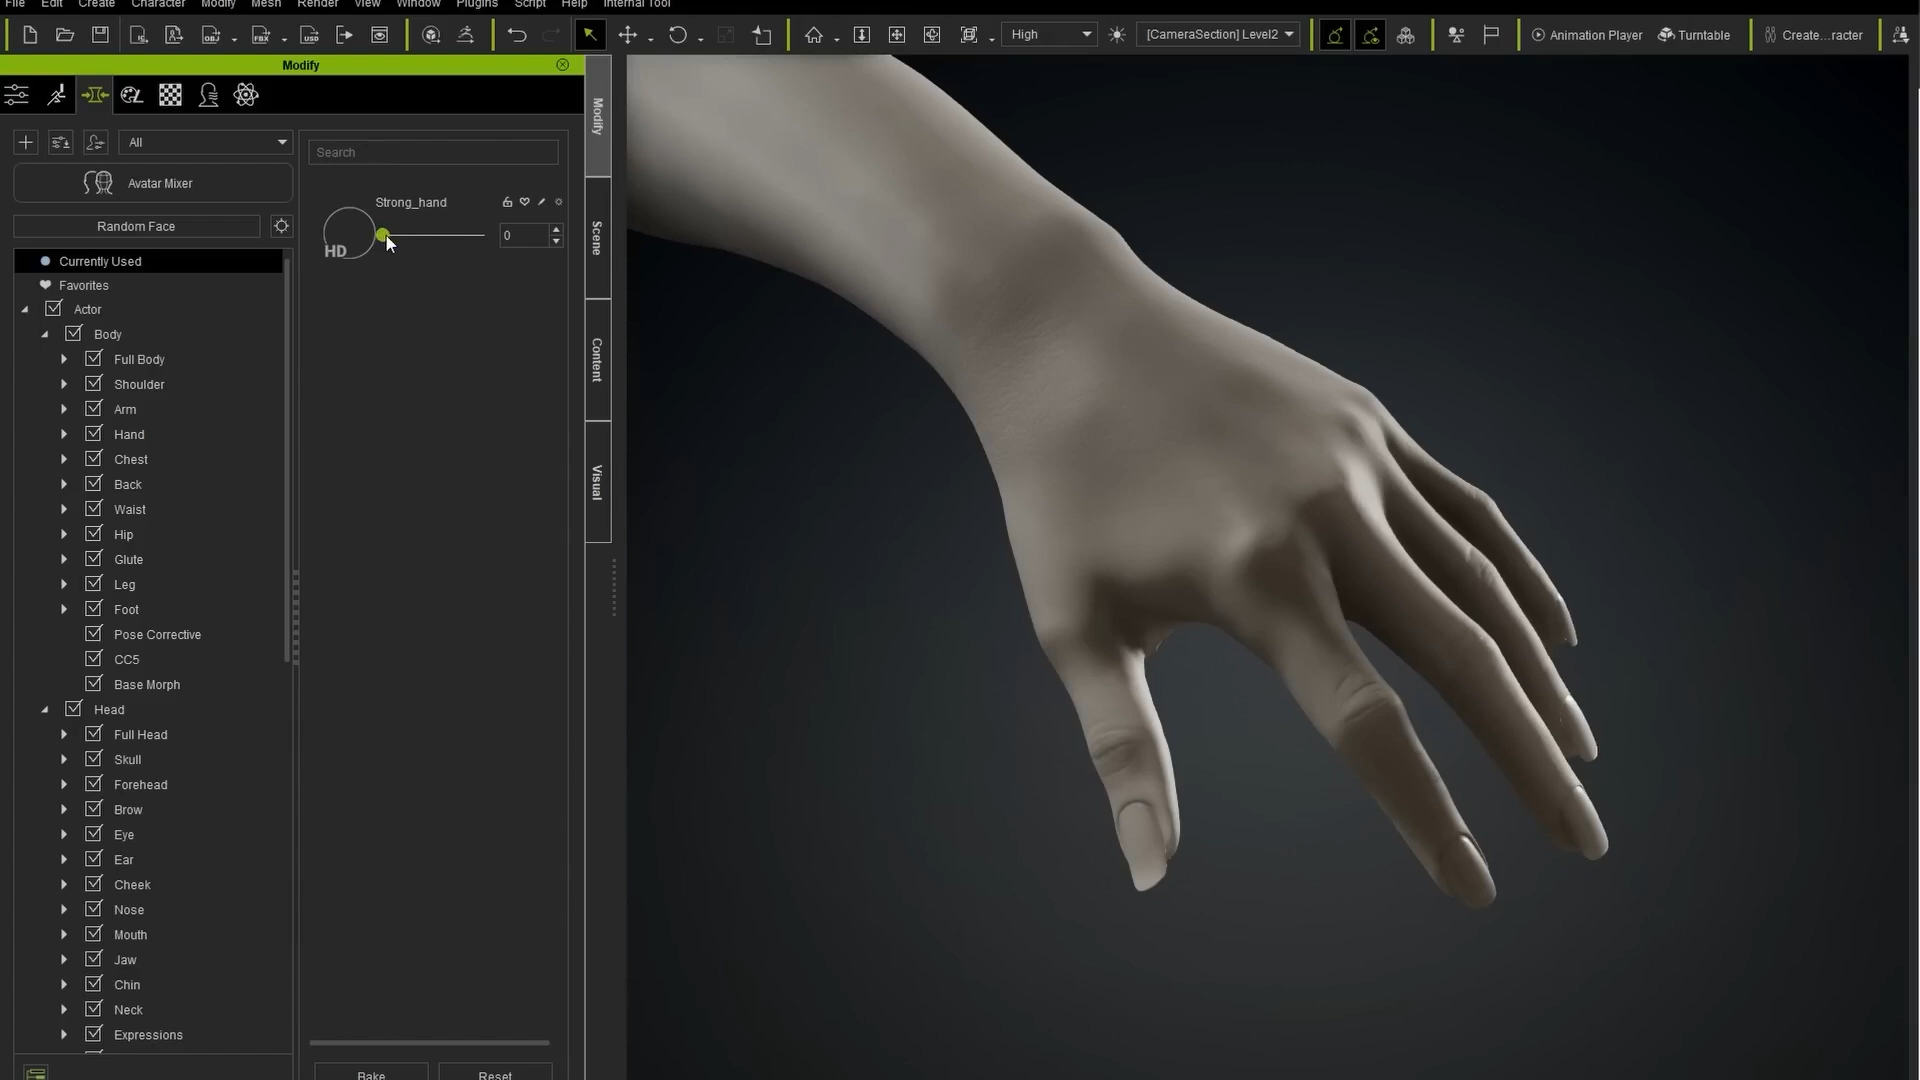 File Edit Create Character Modify Mesh Render View Window Plugins Script Help Internal Tool
High [CameraSection] Level2 Animation Player Turntable Create...racter
Modify
All
Avatar Mixer
Random Face
Currently Used
Favorites
Actor
Body
Full Body
Shoulder
Arm
Hand
Chest
Back
Waist
Hip
Glute
Leg
Foot
Pose Corrective
CC5
Base Morph
Head
Full Head
Skull
Forehead
Brow
Eye
Ear
Cheek
Nose
Mouth
Jaw
Chin
Neck
Expressions
Search
Strong_hand
HD
0
Bake Reset
Modify
Scene
Content
Visual